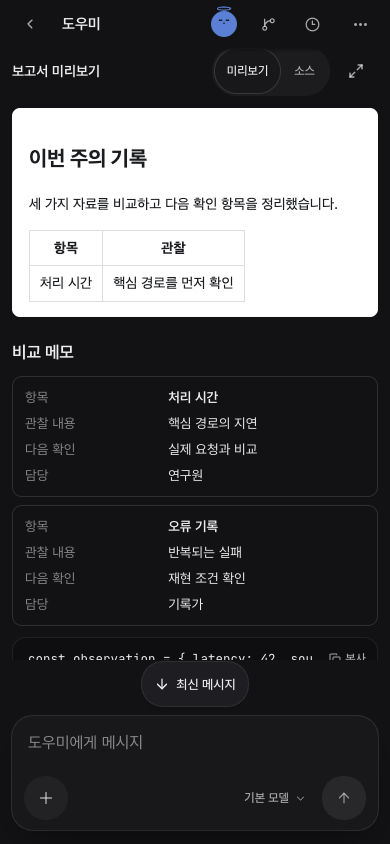 도우미
보고서 미리보기
미리보기 소스
이번 주의 기록
세 가지 자료를 비교하고 다음 확인 항목을 정리했습니다.
항목 관찰
처리 시간 핵심 경로를 먼저 확인
비교 메모
항목 처리 시간
관찰 내용 핵심 경로의 지연
다음 확인 실제 요청과 비교
담당 연구원
항목 오류 기록
관찰 내용 반복되는 실패
다음 확인 재현 조건 확인
담당 기록가
const observation = { latency: 42, sou 복사
최신 메시지
도우미에게 메시지
기본 모델